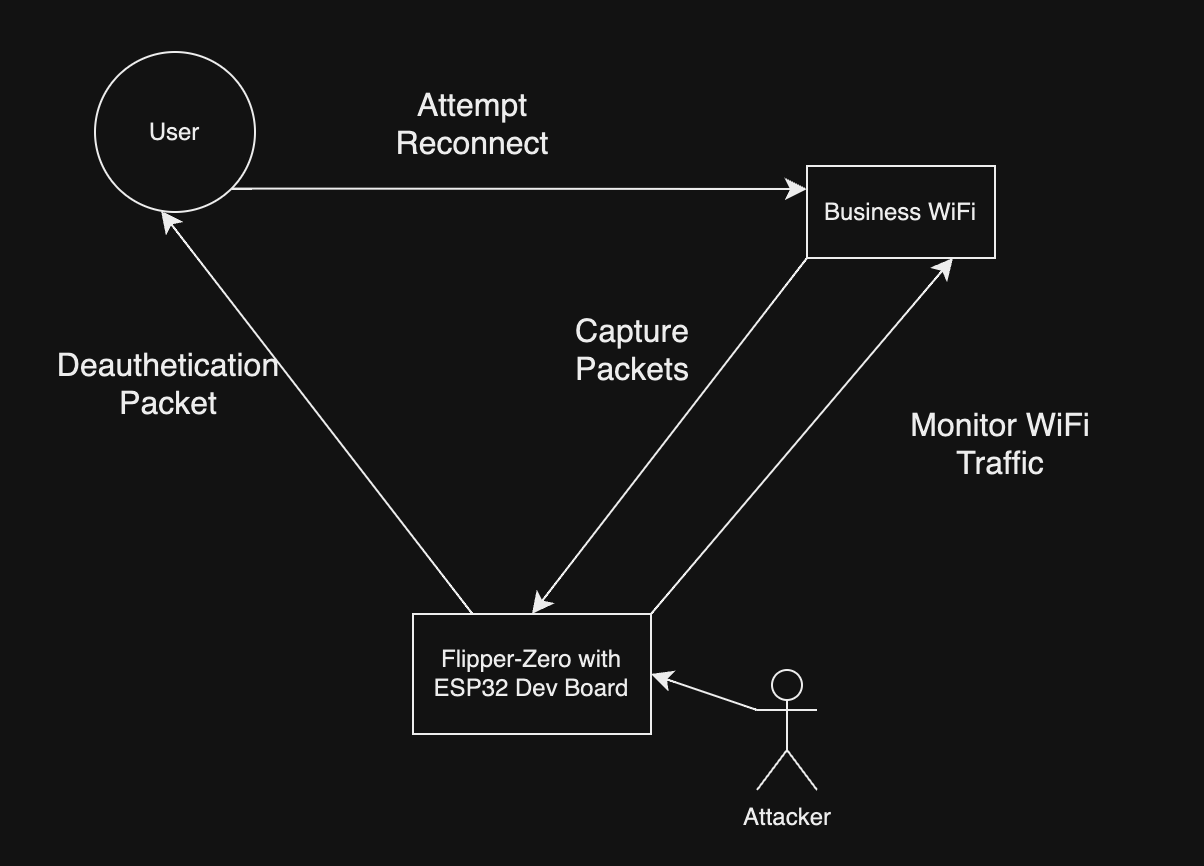 User
Attempt
Reconnect
Business WiFi
Capture
Packets
Deauthetication
Packet
Monitor WiFi
Traffic
Flipper-Zero with
ESP32 Dev Board
Attacker